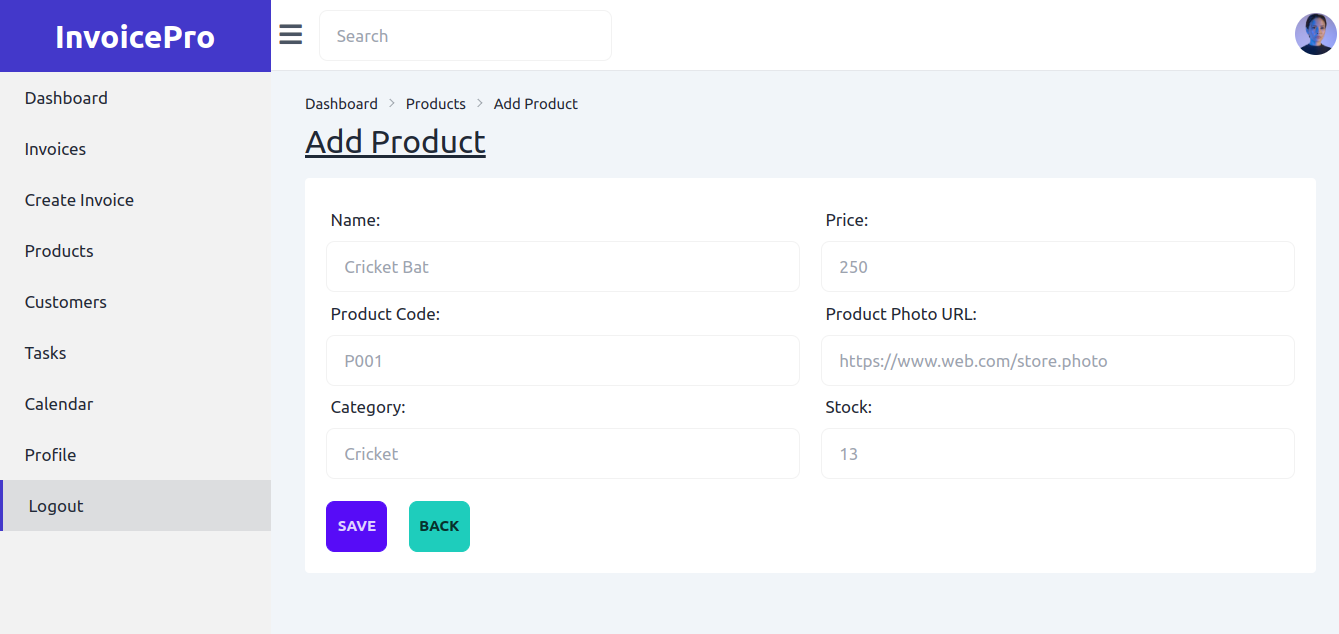 InvoicePro
Search
Dashboard
Invoices
Create Invoice
Products
Customers
Tasks
Calendar
Profile
Logout
Dashboard > Products > Add Product
Add Product
Name:
Cricket Bat
Price:
250
Product Code:
P001
Product Photo URL:
https://www.web.com/store.photo
Category:
Cricket
Stock:
13
SAVE
BACK